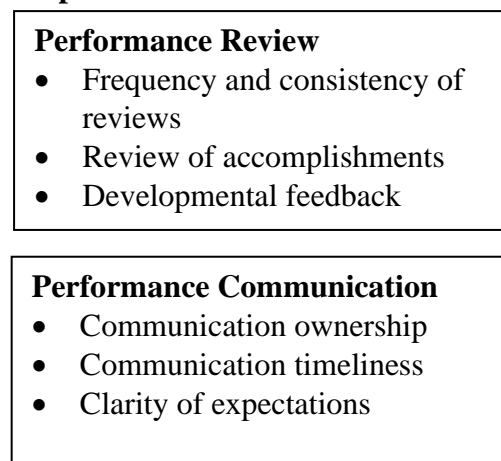 Performance Review
• Frequency and consistency of
reviews
• Review of accomplishments
• Developmental feedback
Performance Communication
• Communication ownership
• Communication timeliness
• Clarity of expectations